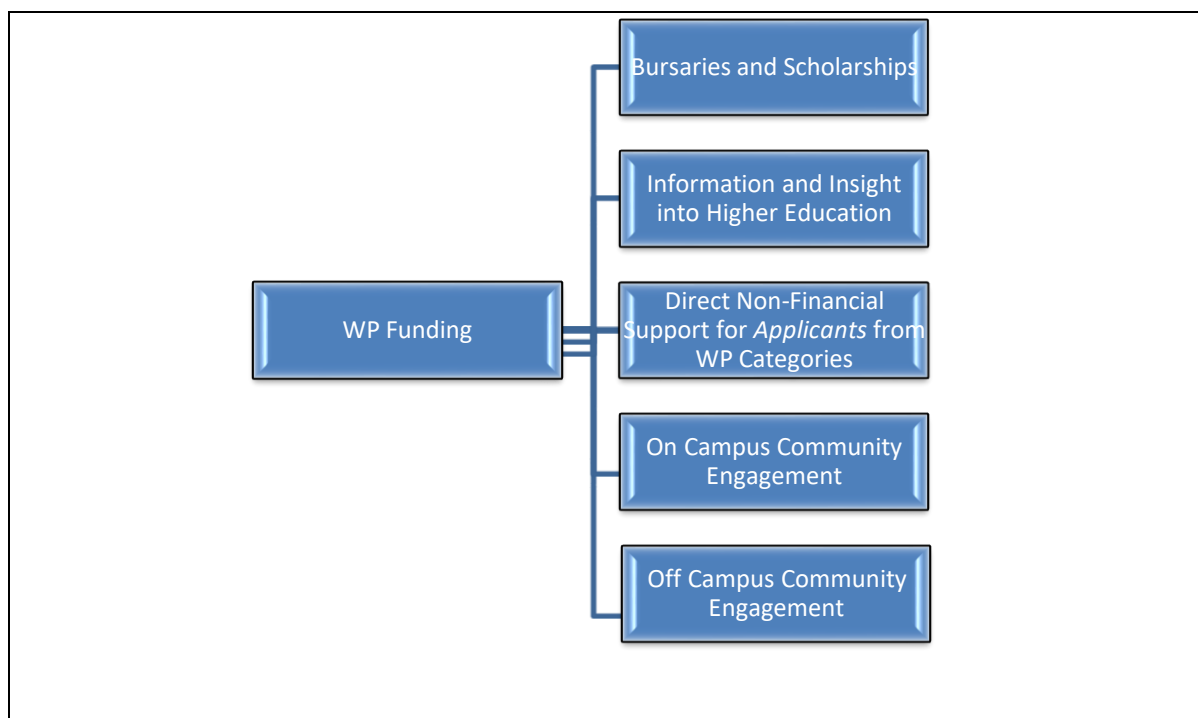 Bursaries and Scholarships
Information and Insight
into Higher Education
WP Funding
Direct Non-Financial
Support for Applicants from
WP Categories
On Campus Community
Engagement
Off Campus Community
Engagement